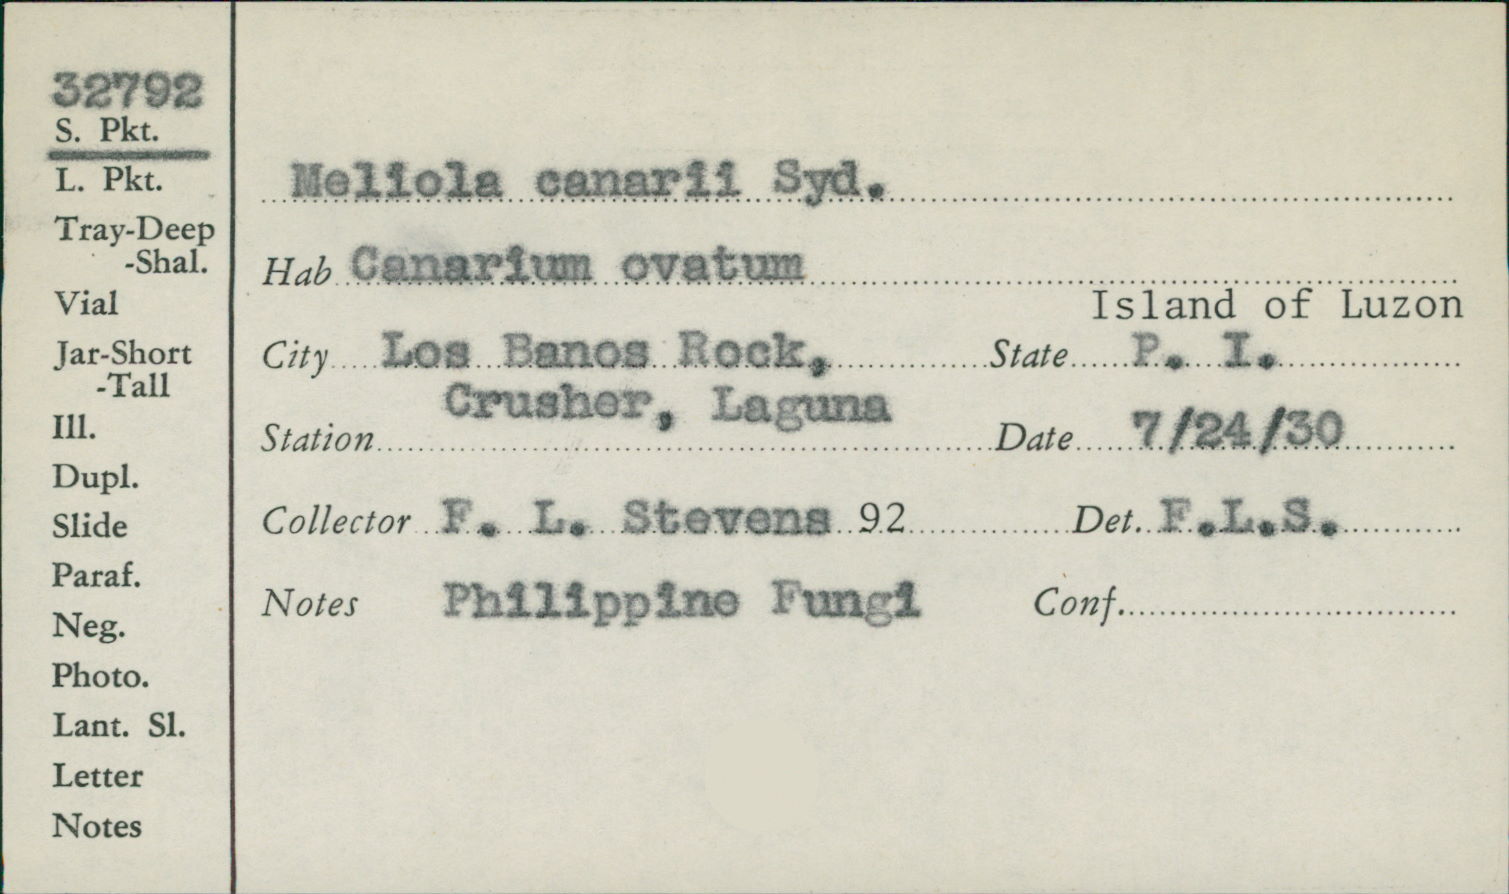 32792
S. Pkt.
L. Pkt.
Tray-Deep
-Shal.
Vial
Jar-Short
-Tall
Ill.
Dupl.
Slide
Paraf.
Neg.
Photo.
Lant. Sl.
Letter
Notes
Meliola canarii Syd.
Hab Canarium ovatum
Island of Luzon
City Los Banos Rock, State P. I.
Crusher, Laguna
Station Date 7/24/30
Collector F. L. Stevens 92 Det. F.L.S.
Notes Philippine Fungi Conf.